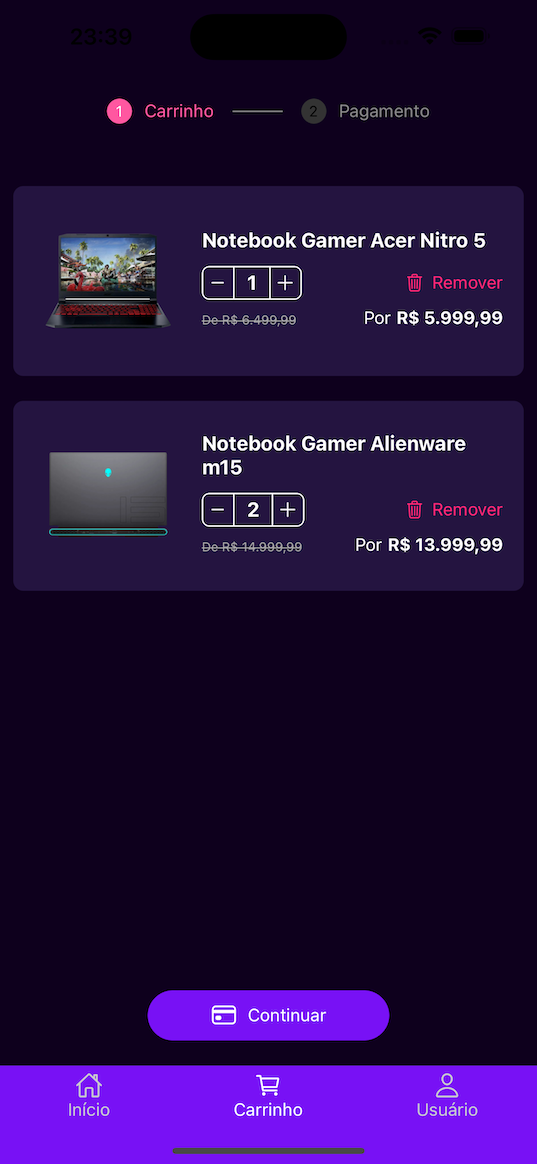 23:39
1 Carrinho 2 Pagamento
Notebook Gamer Acer Nitro 5
− 1 + Remover
De R$ 6.499,99 Por R$ 5.999,99
Notebook Gamer Alienware
m15
− 2 + Remover
De R$ 14.999,99 Por R$ 13.999,99
Continuar
Início Carrinho Usuário